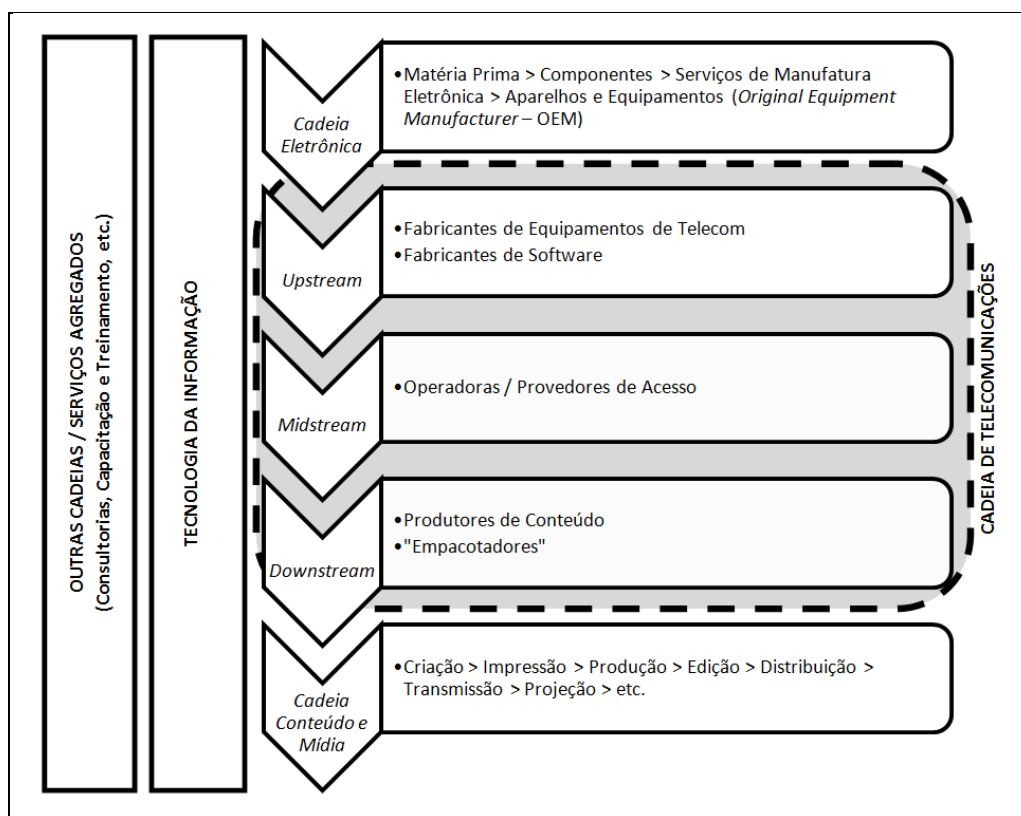 OUTRAS CADEIAS / SERVIÇOS AGREGADOS
(Consultorias, Capacitação e Treinamento, etc.)
TECNOLOGIA DA INFORMAÇÃO
Cadeia
Eletrônica
•Matéria Prima > Componentes > Serviços de Manufatura
Eletrônica > Aparelhos e Equipamentos (Original Equipment
Manufacturer – OEM)
Upstream
•Fabricantes de Equipamentos de Telecom
•Fabricantes de Software
Midstream
•Operadoras / Provedores de Acesso
Downstream
•Produtores de Conteúdo
•"Empacotadores"
Cadeia
Conteúdo e
Mídia
•Criação > Impressão > Produção > Edição > Distribuição >
Transmissão > Projeção > etc.
CADEIA DE TELECOMUNICAÇÕES